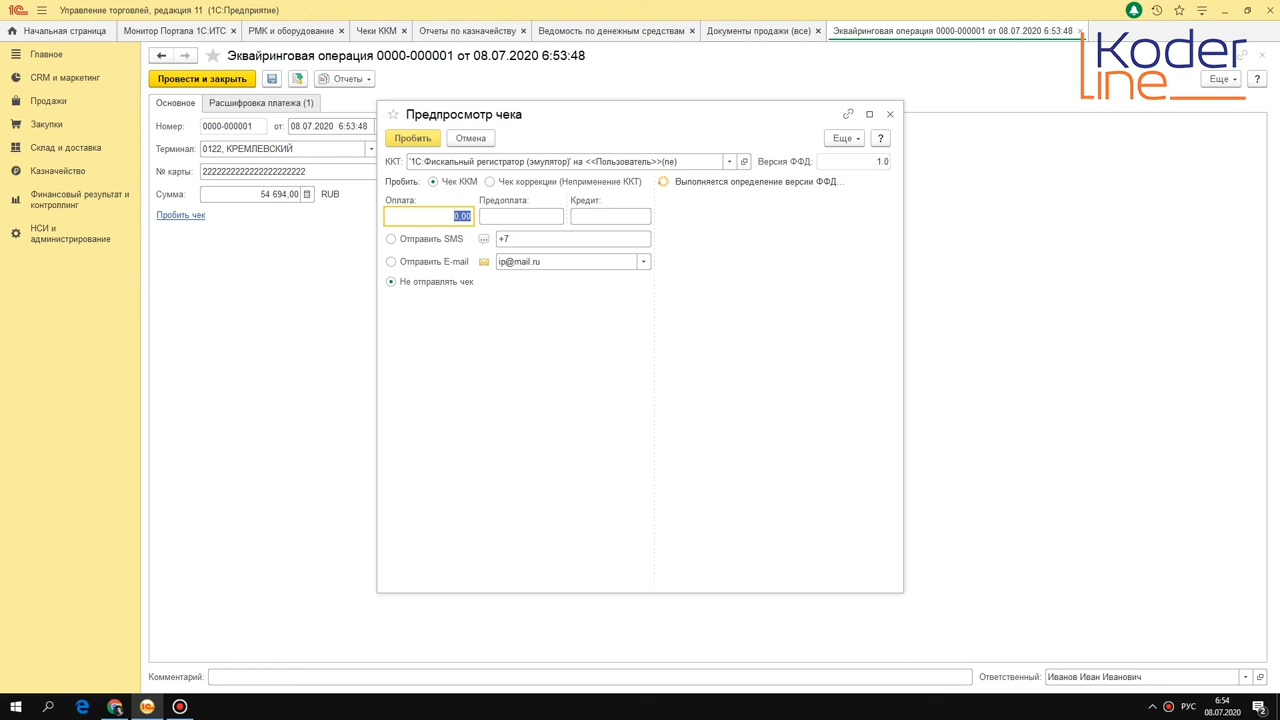 Управление торговлей, редакция 11 (1С:Предприятие)
Начальная страница
Монитор Портала 1С:ИТС ×
РМК и оборудование ×
Чеки ККМ ×
Отчеты по казначейству ×
Ведомость по денежным средствам ×
Документы продажи (все) ×
Эквайринговая операция 0000-000001 от 08.07.2020 6:53:48 ×
Koder
line
Главное
CRM и маркетинг
Продажи
Закупки
Склад и доставка
Казначейство
Финансовый результат и
контроллинг
НСИ и
администрирование
Эквайринговая операция 0000-000001 от 08.07.2020 6:53:48
Провести и закрыть
Отчеты
Еще
?
Основное
Расшифровка платежа (1)
Номер: 0000-000001 от: 08.07.2020 6:53:48
Терминал: 0122, КРЕМЛЕВСКИЙ
№ карты: 2222222222222222222222
Сумма: 54 694,00 RUB
Пробить чек
Предпросмотр чека
Пробить
Отмена
Еще
?
ККТ: '1С:Фискальный регистратор (эмулятор)' на <<Пользователь>>(ne)
Версия ФФД: 1.0
Пробить: Чек ККМ Чек коррекции (Неприменение ККТ)
Выполняется определение версии ФФД...
Оплата: Предоплата: Кредит:
0,00
Отправить SMS +7
Отправить E-mail ip@mail.ru
Не отправлять чек
Комментарий:
Ответственный: Иванов Иван Иванович
РУС
6:54
08.07.2020
2